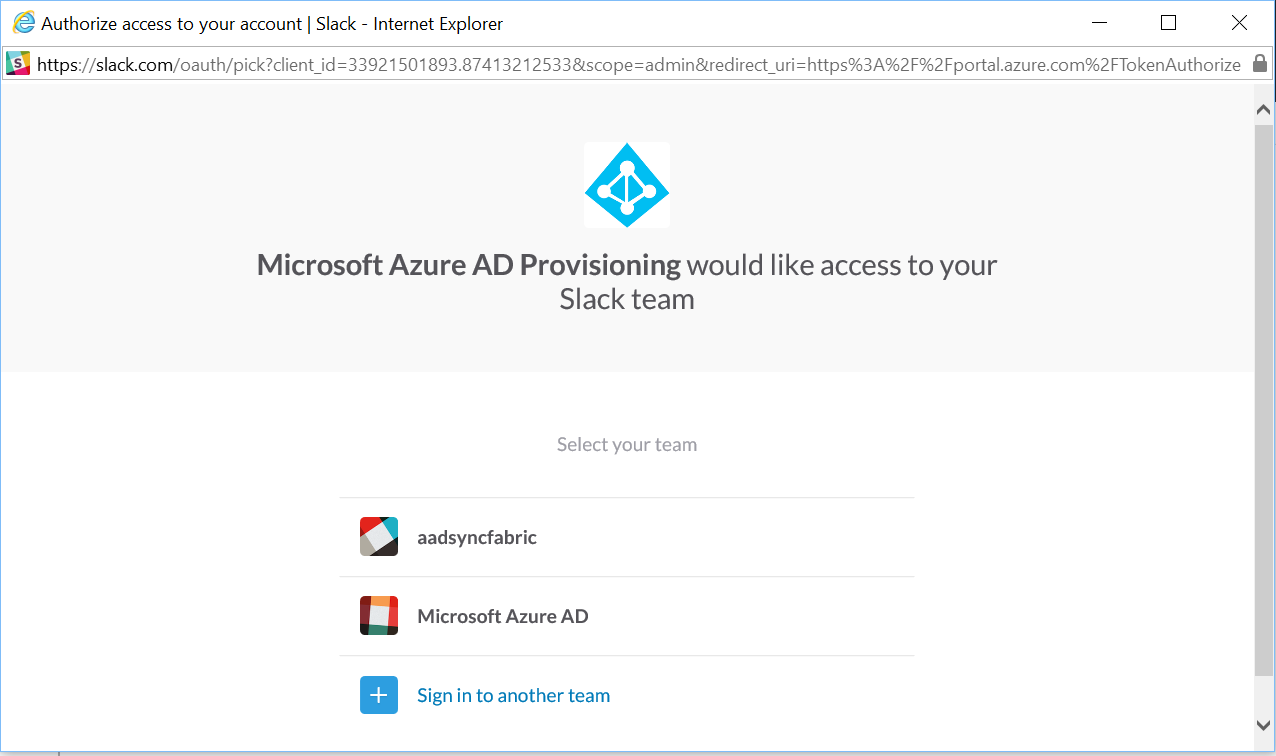 Authorize access to your account | Slack - Internet Explorer
https://slack.com/oauth/pick?client_id=33921501893.87413212533&scope=admin&redirect_uri=https%3A%2F%2Fportal.azure.com%2FTokenAuthorize
Microsoft Azure AD Provisioning would like access to your
Slack team
Select your team
aadsyncfabric
Microsoft Azure AD
Sign in to another team